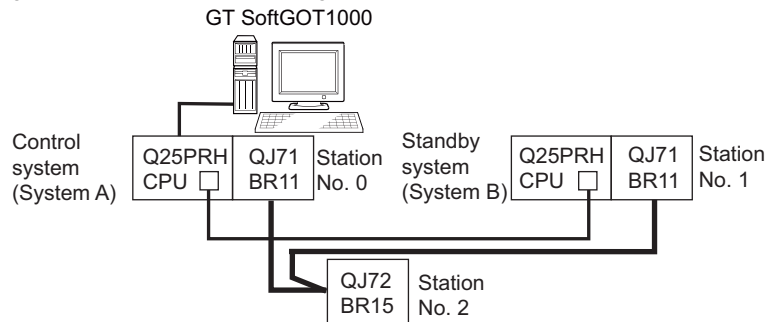 GT SoftGOT1000
Control
system
(System A)
Q25PRH
CPU
QJ71
BR11
Station
No. 0
Standby
system
(System B)
Q25PRH
CPU
QJ71
BR11
Station
No. 1
QJ72
BR15
Station
No. 2